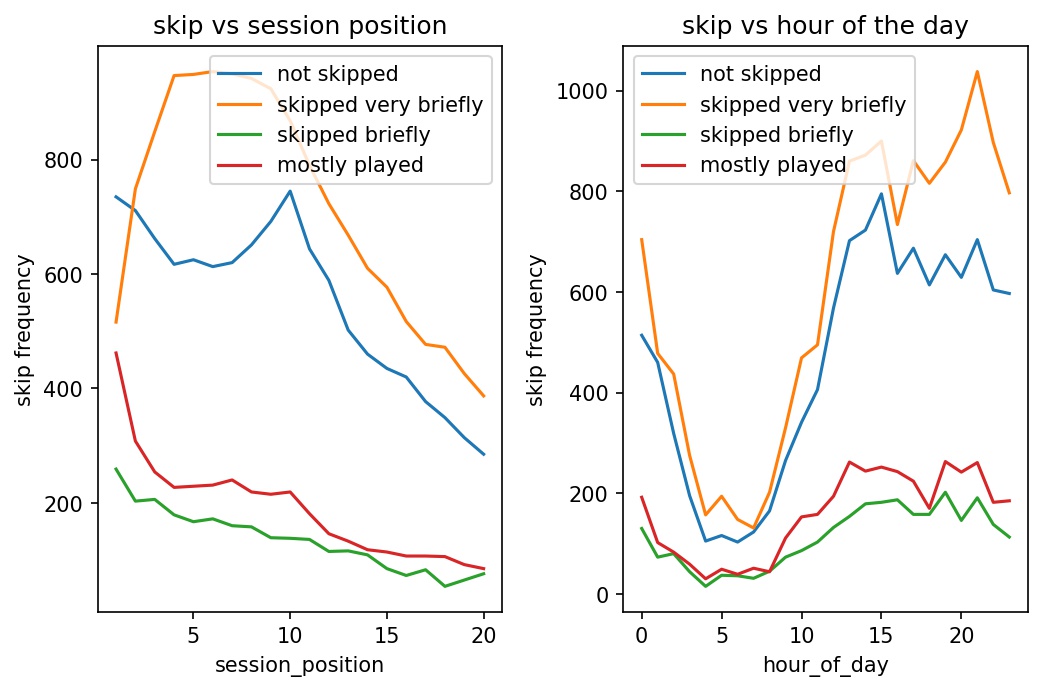 skip vs session position
not skipped
skipped very briefly
skipped briefly
mostly played
800
600
400
200
skip frequency
5
10
15
20
session_position
skip vs hour of the day
not skipped
skipped very briefly
skipped briefly
mostly played
1000
800
600
400
200
0
skip frequency
0
5
10
15
20
hour_of_day